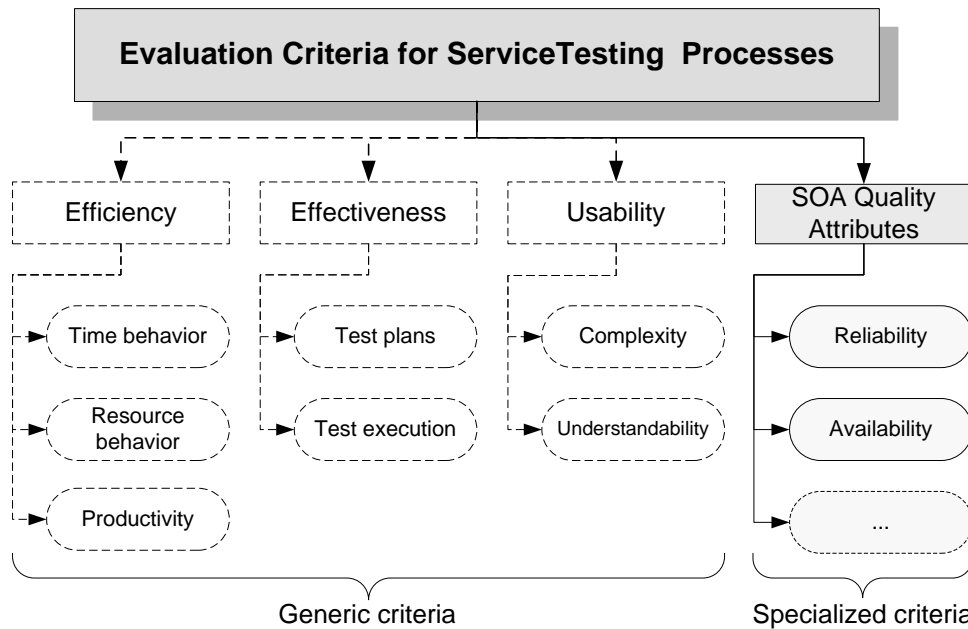 Evaluation Criteria for ServiceTesting Processes
Efficiency
Effectiveness
Usability
SOA Quality
Attributes
Time behavior
Test plans
Complexity
Reliability
Resource
behavior
Test execution
Understandability
Availability
Productivity
...
Generic criteria
Specialized criteria